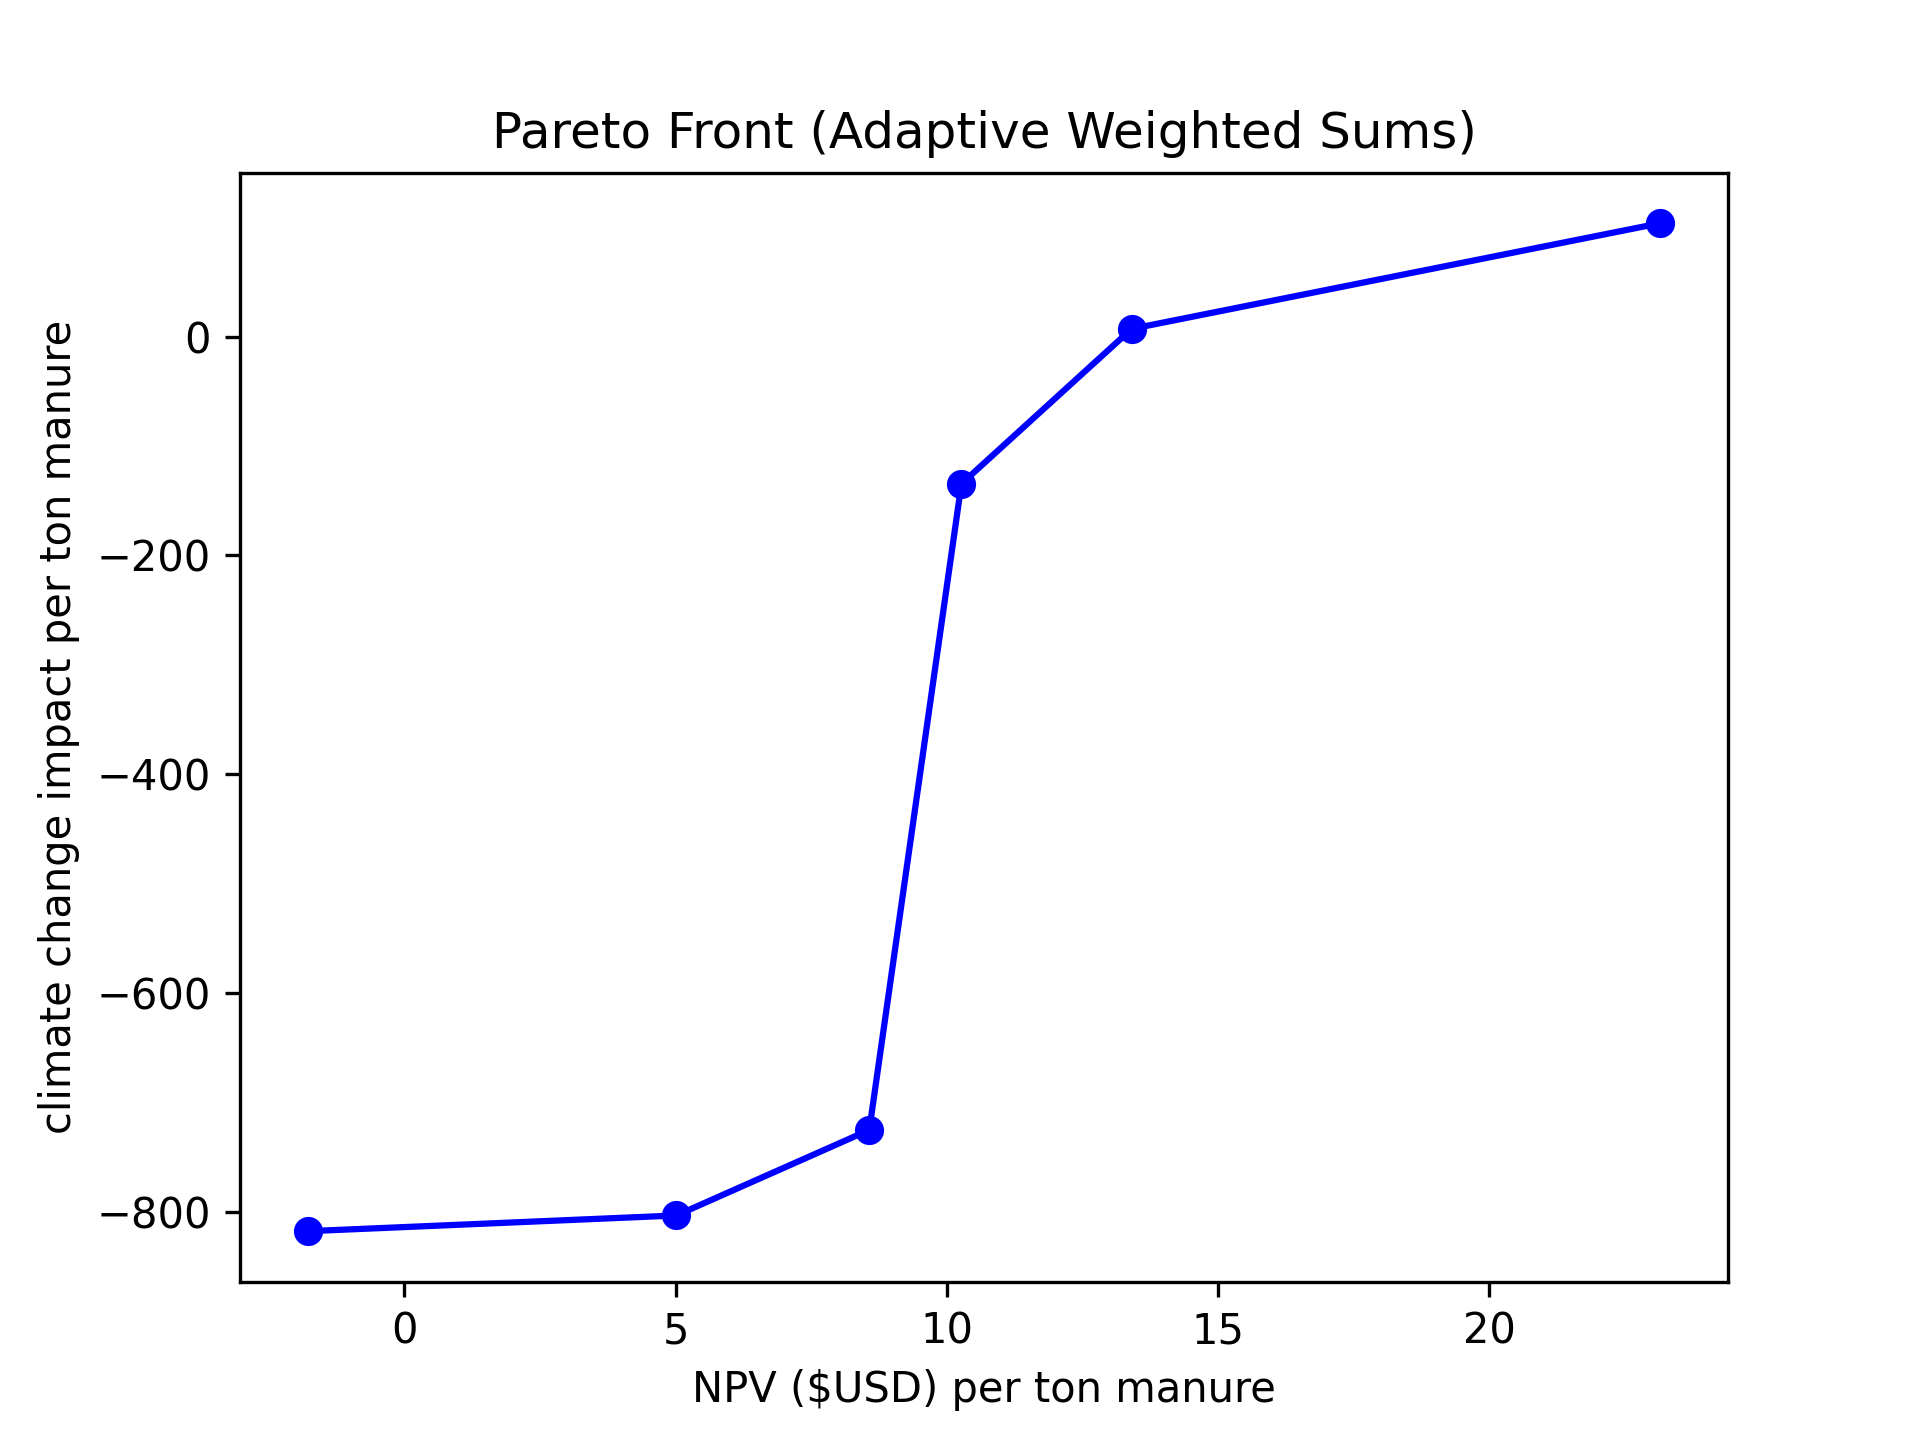 Pareto Front (Adaptive Weighted Sums)
climate change impact per ton manure
0
−200
−400
−600
−800
0 5 10 15 20
NPV ($USD) per ton manure